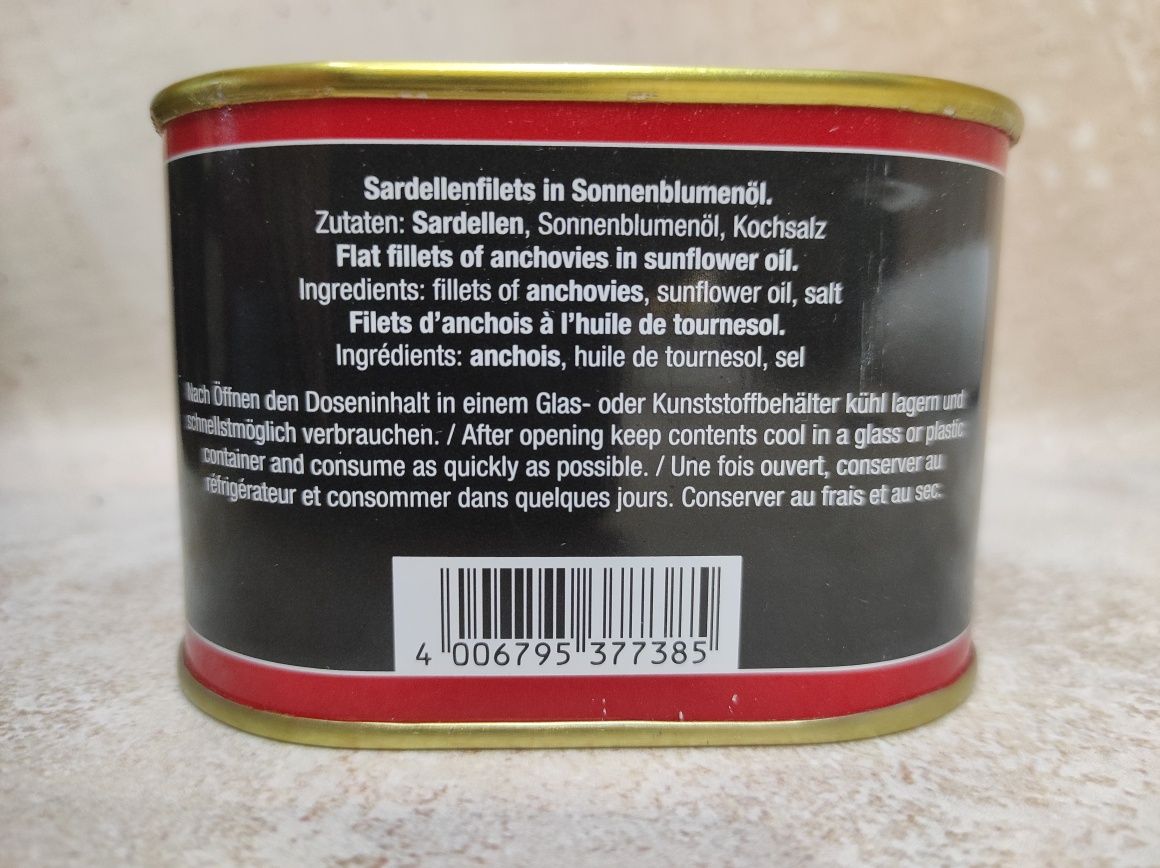 Sardellenfilets in Sonnenblumenöl.
Zutaten: Sardellen, Sonnenblumenöl, Kochsalz
Flat fillets of anchovies in sunflower oil.
Ingredients: fillets of anchovies, sunflower oil, salt
Filets d'anchois à l'huile de tournesol.
Ingrédients: anchois, huile de tournesol, sel
Nach Öffnen den Doseninhalt in einem Glas- oder Kunststoffbehälter kühl lagern und
schnellstmöglich verbrauchen. / After opening keep contents cool in a glass or plastic
container and consume as quickly as possible. / Une fois ouvert, conserver au
réfrigérateur et consommer dans quelques jours. Conserver au frais et au sec.
4 006795 377385